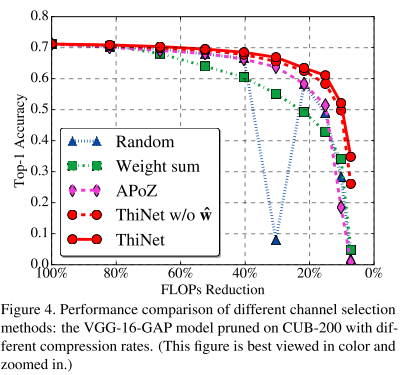 0.8
0.7
0.6
0.5
0.4
0.3
0.2
0.1
0.0
Top-1 Accuracy
Random
Weight sum
APoZ
ThiNet w/o ŵ
ThiNet
100% 80% 60% 40% 20% 0%
FLOPs Reduction
Figure 4. Performance comparison of different channel selection
methods: the VGG-16-GAP model pruned on CUB-200 with dif-
ferent compression rates. (This figure is best viewed in color and
zoomed in.)